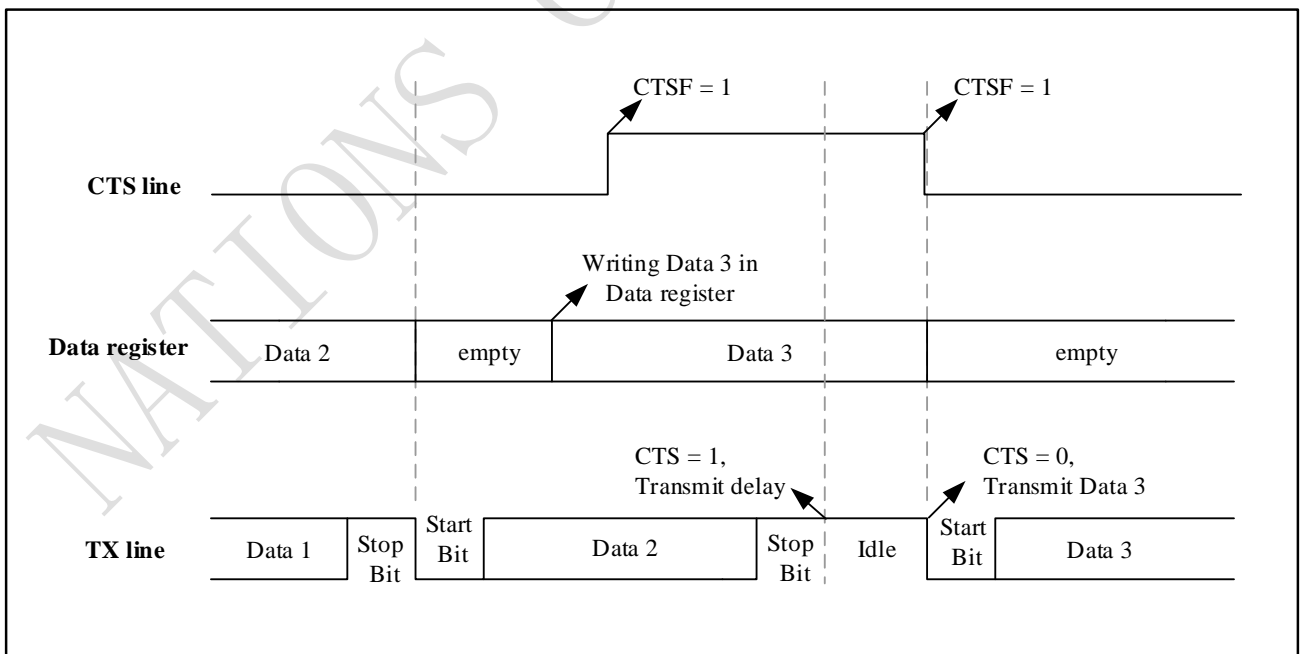 CTSF = 1
CTSF = 1
CTS line
Writing Data 3 in
Data register
Data register
Data 2
empty
Data 3
empty
CTS = 1,
Transmit delay
CTS = 0,
Transmit Data 3
TX line
Data 1
Stop
Bit
Start
Bit
Data 2
Stop
Bit
Idle
Start
Bit
Data 3
NATIONS